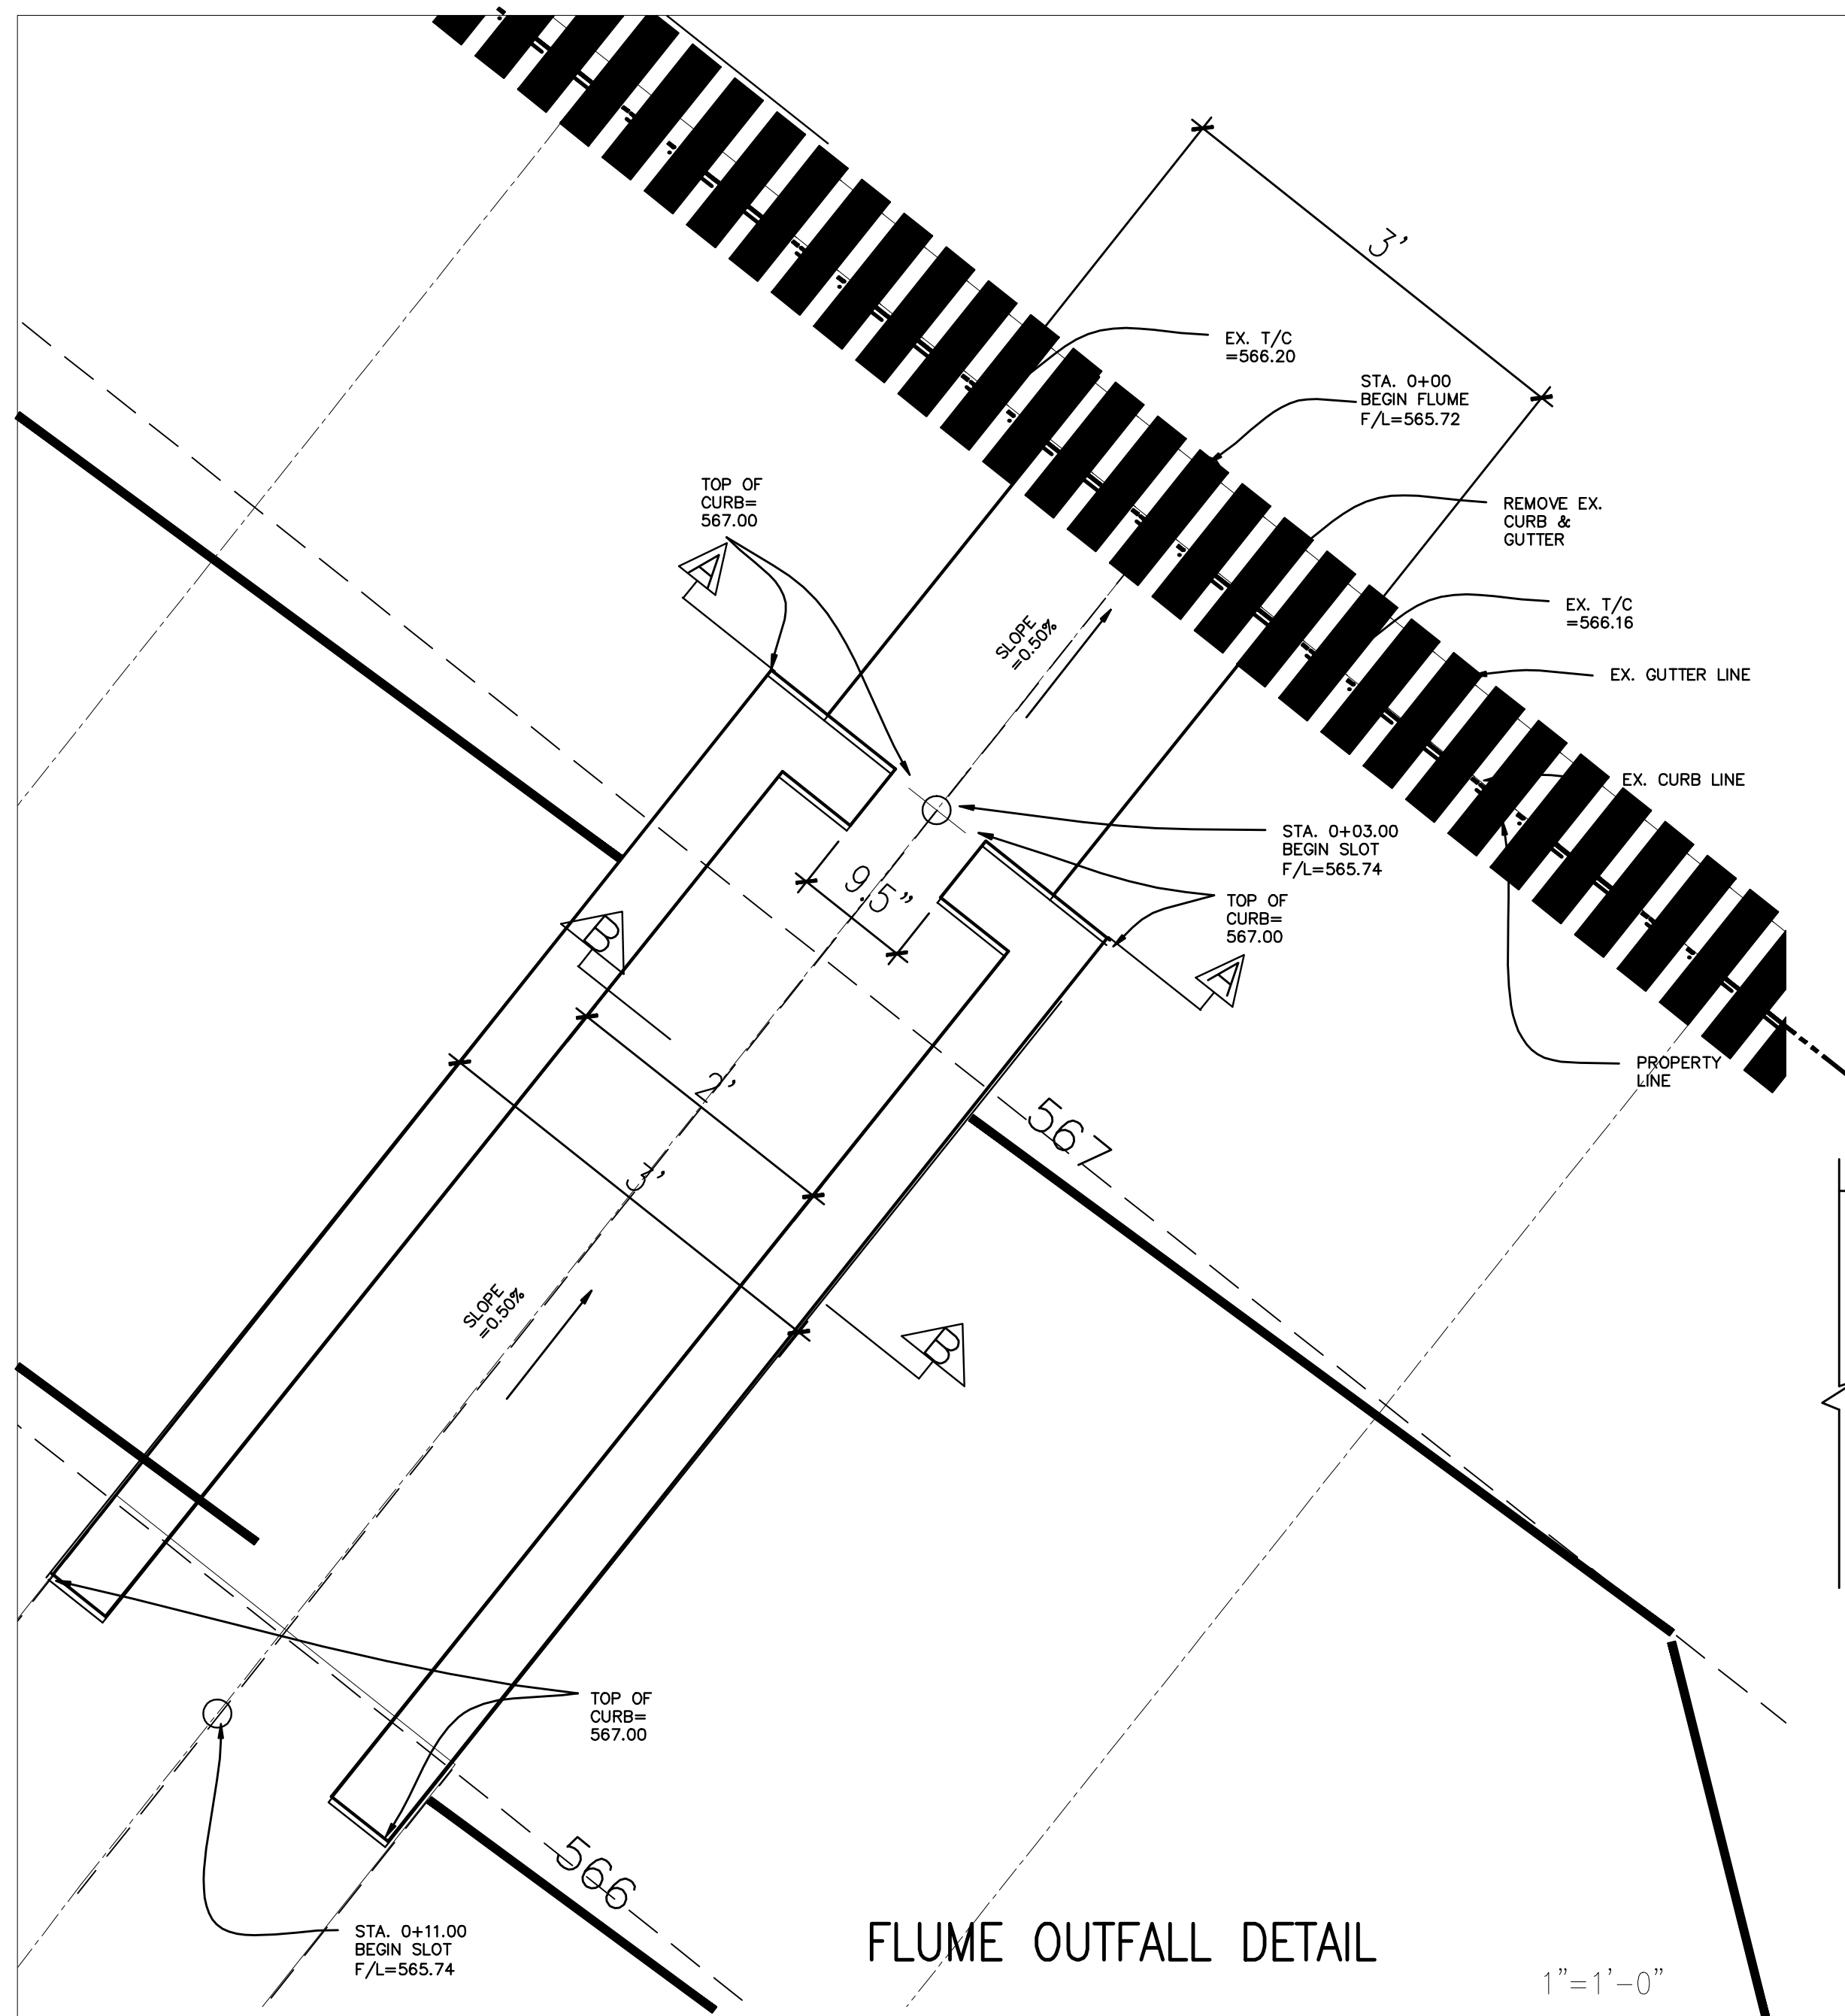 3'
EX. T/C
=566.20
STA. 0+00
BEGIN FLUME
F/L=565.72
TOP OF
CURB=
567.00
REMOVE EX.
CURB &
GUTTER
A
SLOPE
=0.50%
EX. T/C
=566.16
EX. GUTTER LINE
EX. CURB LINE
STA. 0+03.00
BEGIN SLOT
F/L=565.74
9.5"
TOP OF
CURB=
567.00
B
A
PROPERTY
LINE
2'
567
3'
SLOPE
=0.50%
B
TOP OF
CURB=
567.00
566
STA. 0+11.00
BEGIN SLOT
F/L=565.74
FLUME OUTFALL DETAIL
1"=1'-0"